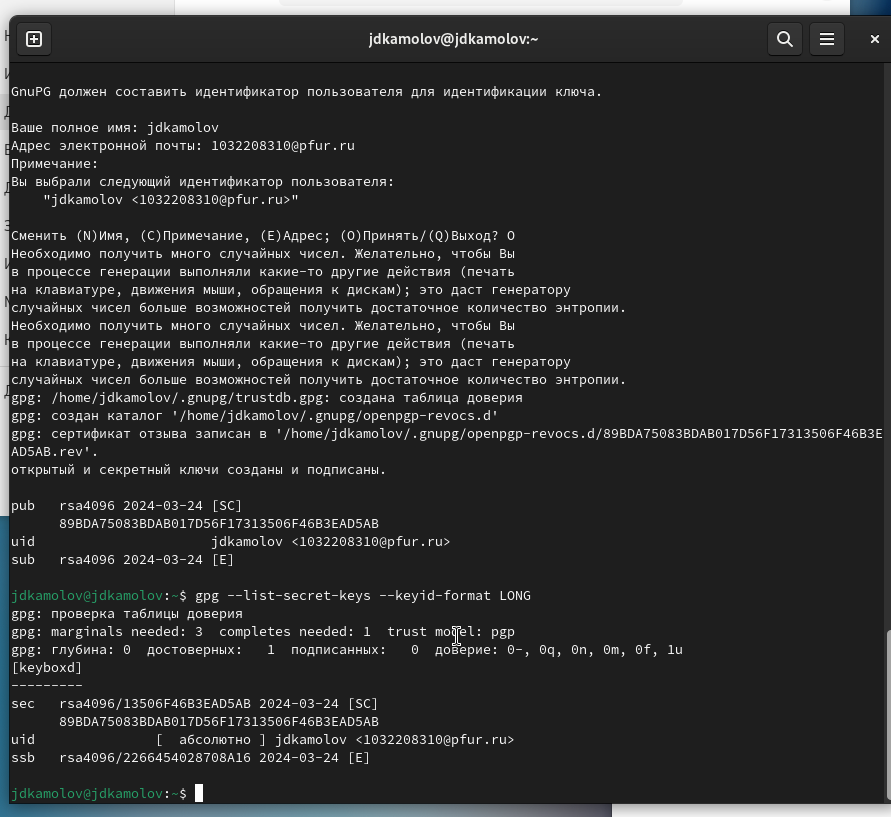 jdkamolov@jdkamolov:~
GnuPG должен составить идентификатор пользователя для идентификации ключа.
Ваше полное имя: jdkamolov
Адрес электронной почты: 1032208310@pfur.ru
Примечание:
Вы выбрали следующий идентификатор пользователя:
"jdkamolov <1032208310@pfur.ru>"
Сменить (N)Имя, (C)Примечание, (E)Адрес; (O)Принять/(Q)Выход? O
Необходимо получить много случайных чисел. Желательно, чтобы Вы
в процессе генерации выполняли какие-то другие действия (печать
на клавиатуре, движения мыши, обращения к дискам); это даст генератору
случайных чисел больше возможностей получить достаточное количество энтропии.
Необходимо получить много случайных чисел. Желательно, чтобы Вы
в процессе генерации выполняли какие-то другие действия (печать
на клавиатуре, движения мыши, обращения к дискам); это даст генератору
случайных чисел больше возможностей получить достаточное количество энтропии.
gpg: /home/jdkamolov/.gnupg/trustdb.gpg: создана таблица доверия
gpg: создан каталог '/home/jdkamolov/.gnupg/openpgp-revocs.d'
gpg: сертификат отзыва записан в '/home/jdkamolov/.gnupg/openpgp-revocs.d/89BDA75083BDAB017D56F17313506F46B3E
AD5AB.rev'.
открытый и секретный ключи созданы и подписаны.
pub   rsa4096 2024-03-24 [SC]
89BDA75083BDAB017D56F17313506F46B3EAD5AB
uid                      jdkamolov <1032208310@pfur.ru>
sub   rsa4096 2024-03-24 [E]
jdkamolov@jdkamolov:~$ gpg --list-secret-keys --keyid-format LONG
gpg: проверка таблицы доверия
gpg: marginals needed: 3  completes needed: 1  trust model: pgp
gpg: глубина: 0  достоверных:   1  подписанных:   0  доверие: 0-, 0q, 0n, 0m, 0f, 1u
[keyboxd]
---------
sec   rsa4096/13506F46B3EAD5AB 2024-03-24 [SC]
89BDA75083BDAB017D56F17313506F46B3EAD5AB
uid               [  абсолютно ] jdkamolov <1032208310@pfur.ru>
ssb   rsa4096/2266454028708A16 2024-03-24 [E]
jdkamolov@jdkamolov:~$